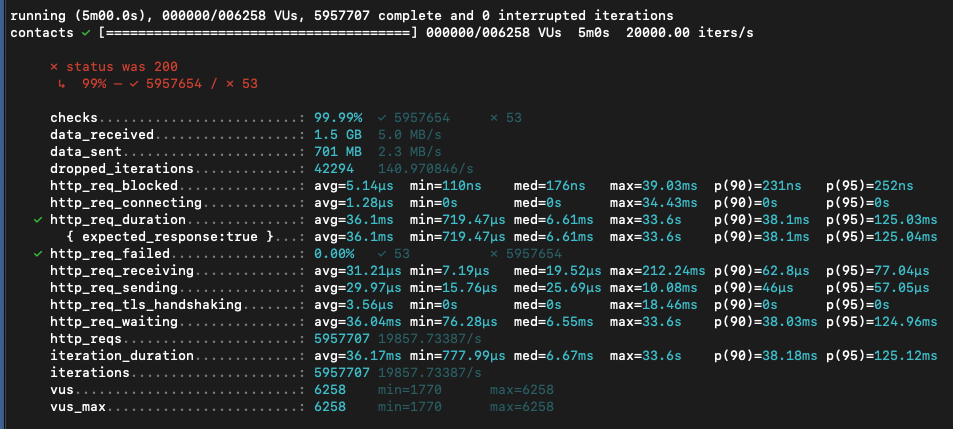 running (5m00.0s), 000000/006258 VUs, 5957707 complete and 0 interrupted iterations
contacts ✓ [======================================] 000000/006258 VUs  5m0s  20000.00 iters/s

✗ status was 200
↳  99% — ✓ 5957654 / ✗ 53

checks.........................: 99.99%  ✓ 5957654     ✗ 53
data_received..................: 1.5 GB  5.0 MB/s
data_sent......................: 701 MB  2.3 MB/s
dropped_iterations.............: 42294   140.970846/s
http_req_blocked...............: avg=5.14µs  min=110ns    med=176ns   max=39.03ms  p(90)=231ns   p(95)=252ns
http_req_connecting............: avg=1.28µs  min=0s       med=0s      max=34.43ms  p(90)=0s      p(95)=0s
✓ http_req_duration..............: avg=36.1ms  min=719.47µs med=6.61ms  max=33.6s    p(90)=38.1ms  p(95)=125.03ms
{ expected_response:true }...: avg=36.1ms  min=719.47µs med=6.61ms  max=33.6s    p(90)=38.1ms  p(95)=125.04ms
✓ http_req_failed................: 0.00%   ✓ 53          ✗ 5957654
http_req_receiving.............: avg=31.21µs min=7.19µs   med=19.52µs max=212.24ms p(90)=62.8µs  p(95)=77.04µs
http_req_sending...............: avg=29.97µs min=15.76µs  med=25.69µs max=10.08ms  p(90)=46µs    p(95)=57.05µs
http_req_tls_handshaking.......: avg=3.56µs  min=0s       med=0s      max=18.46ms  p(90)=0s      p(95)=0s
http_req_waiting...............: avg=36.04ms min=76.28µs  med=6.55ms  max=33.6s    p(90)=38.03ms p(95)=124.96ms
http_reqs......................: 5957707 19857.73387/s
iteration_duration.............: avg=36.17ms min=777.99µs med=6.67ms  max=33.6s    p(90)=38.18ms p(95)=125.12ms
iterations.....................: 5957707 19857.73387/s
vus............................: 6258    min=1770      max=6258
vus_max........................: 6258    min=1770      max=6258